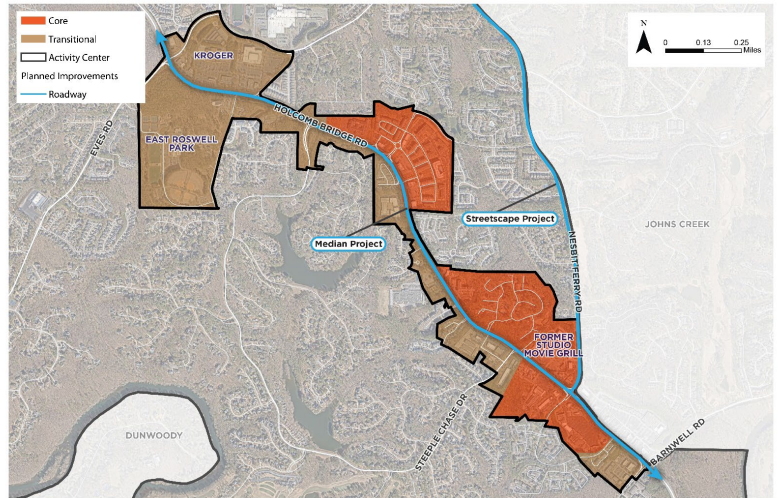 Core
Transitional
Activity Center
Planned Improvements
Roadway
N
0 0.13 0.25
Miles
KROGER
EAST ROSWELL
PARK
EVES RD
HOLCOMB BRIDGE RD
Median Project
Streetscape Project
NESBIT FERRY RD
JOHNS CREEK
FORMER
STUDIO
MOVIE GRILL
STEEPLE CHASE DR
BARNWELL RD
DUNWOODY